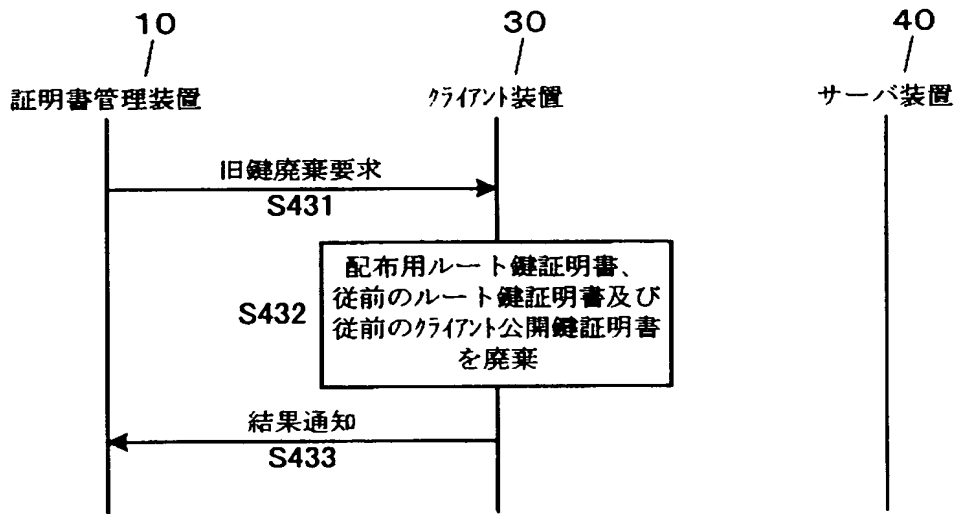 10
30
40
証明書管理装置
クライアント装置
サーバ装置
旧鍵廃棄要求
S431
配布用ルート鍵証明書、
従前のルート鍵証明書及び
従前のクライアント公開鍵証明書
を廃棄
S432
結果通知
S433